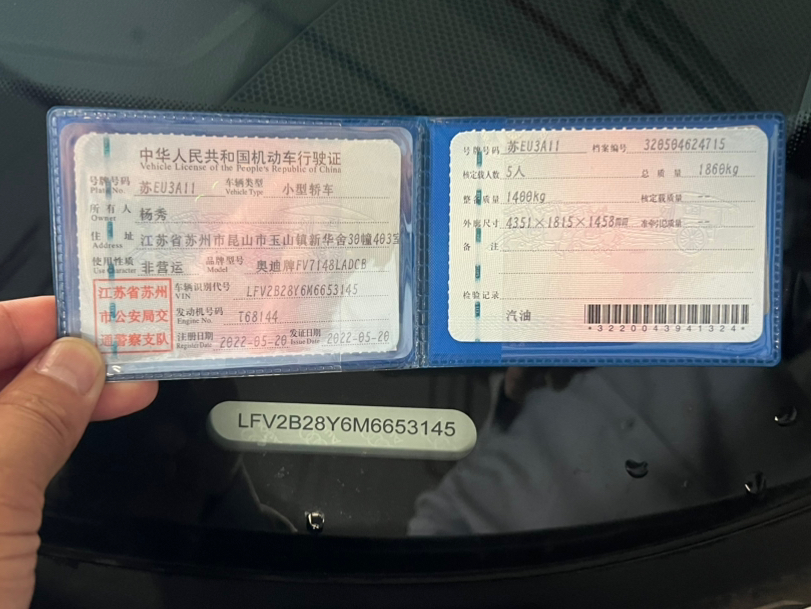 中华人民共和国机动车行驶证
Vehicle License of the People's Republic of China
号牌号码 苏EU3A11 车辆类型 小型轿车
Plate No. Vehicle Type
所有人 杨秀
Owner
住址 江苏省苏州市昆山市玉山镇新华舍30幢403室
Address
使用性质 非营运 品牌型号 奥迪牌FV7148LADCB
Use Character Model
江苏省苏州
市公安局交
通警察支队
车辆识别代号 LFV2B28Y6M6653145
VIN
发动机号码 T68144
Engine No.
注册日期 2022-05-20 发证日期 2022-05-20
Register Date Issue Date
号牌号码 苏EU3A11 档案编号 320504624715
核定载人数 5人 总质量 1860kg
整备质量 1400kg 核定载质量 --
外廓尺寸 4351×1815×1458mm 准牵引总质量 --
备注
检验记录
汽油
*3220043941324*
LFV2B28Y6M6653145